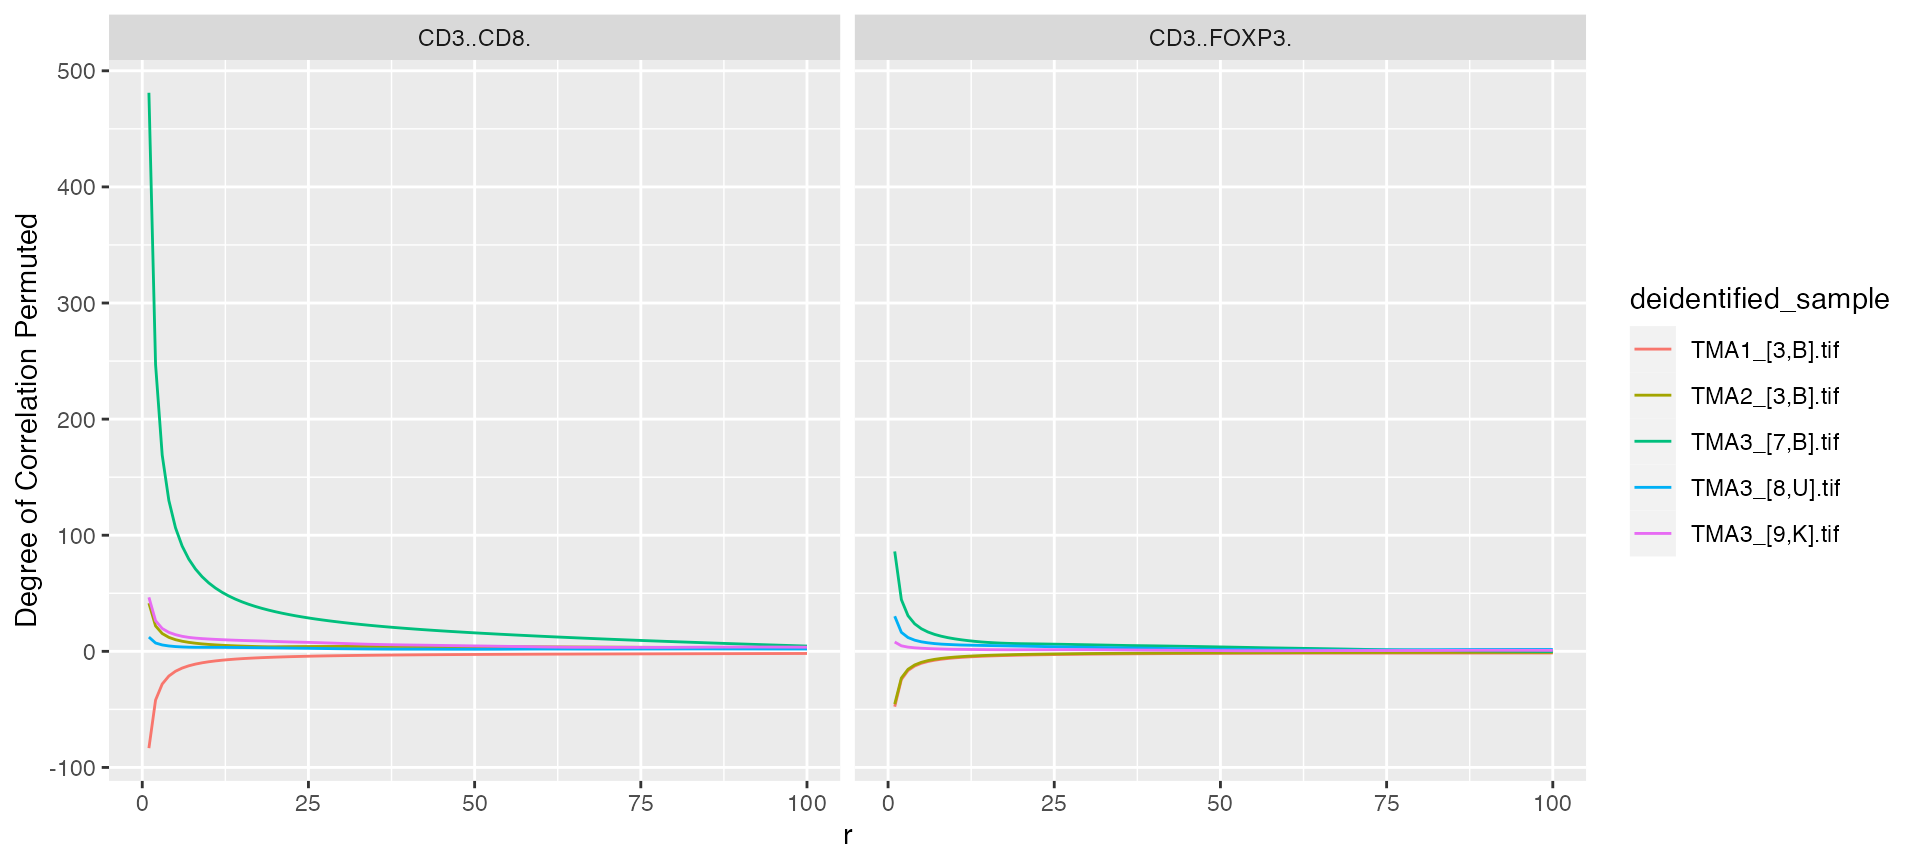 CD3..CD8.
CD3..FOXP3.
Degree of Correlation Permuted
500
400
300
200
100
0
-100
0 25 50 75 100
0 25 50 75 100
r
deidentified_sample
TMA1_[3,B].tif
TMA2_[3,B].tif
TMA3_[7,B].tif
TMA3_[8,U].tif
TMA3_[9,K].tif